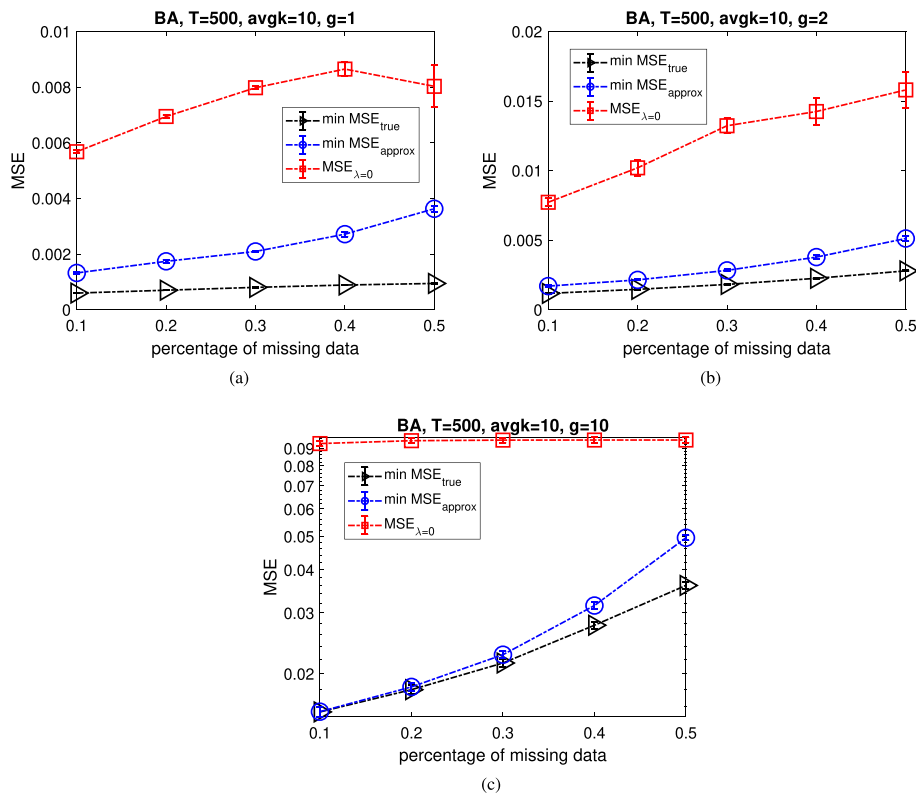 BA, T=500, avgk=10, g=1
0.01
0.008
0.006
0.004
0.002
0
MSE
min MSE_true
min MSE_approx
MSE_λ=0
0.1 0.2 0.3 0.4 0.5
percentage of missing data
(a)
BA, T=500, avgk=10, g=2
0.02
0.015
0.01
0.005
0
MSE
min MSE_true
min MSE_approx
MSE_λ=0
0.1 0.2 0.3 0.4 0.5
percentage of missing data
(b)
BA, T=500, avgk=10, g=10
0.09
0.08
0.07
0.06
0.05
0.04
0.03
0.02
MSE
min MSE_true
min MSE_approx
MSE_λ=0
0.1 0.2 0.3 0.4 0.5
percentage of missing data
(c)